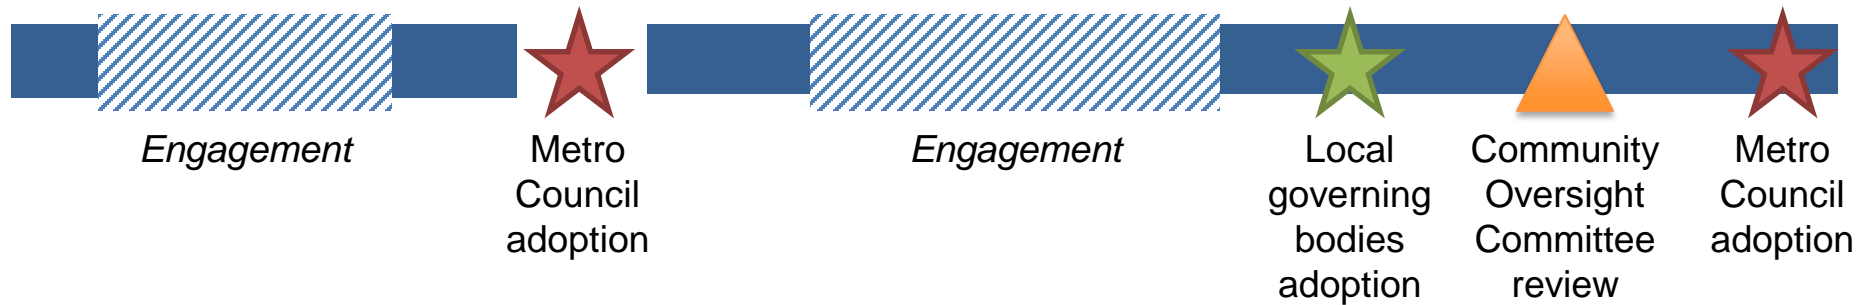 Engagement
Metro
Council
adoption
Engagement
Local
governing
bodies
adoption
Community
Oversight
Committee
review
Metro
Council
adoption